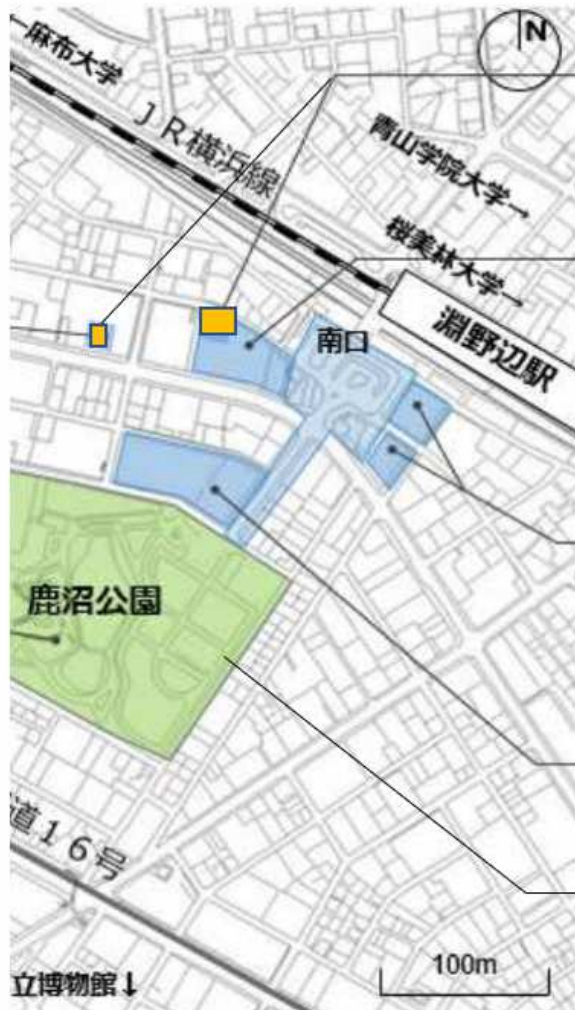 ←麻布大学
N
JR横浜線
青山学院大学→
桜美林大学→
淵野辺駅
南口
鹿沼公園
道16号
100m
立博物館↓